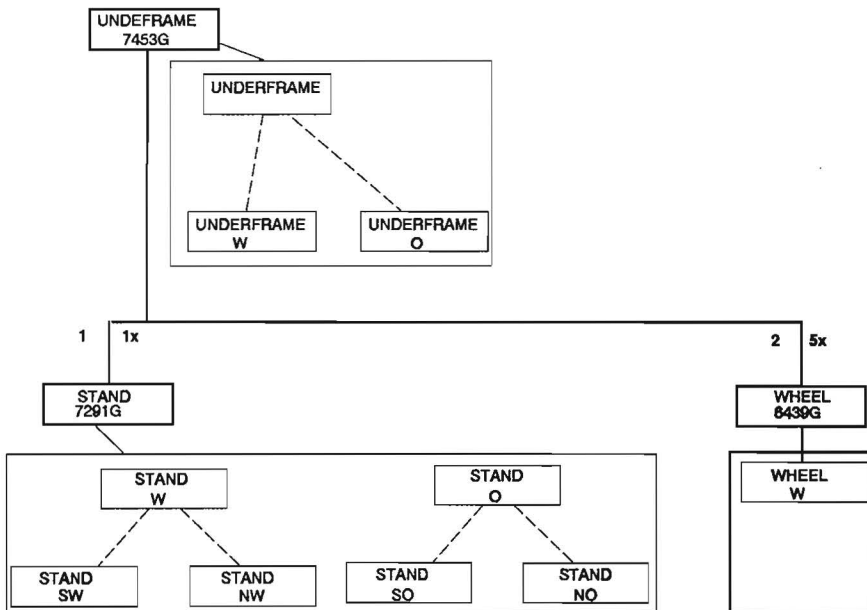 UNDEFRAME
7453G
UNDERFRAME
UNDERFRAME
W
UNDERFRAME
O
1
1x
2
5x
STAND
7291G
WHEEL
8439G
STAND
W
STAND
O
WHEEL
W
STAND
SW
STAND
NW
STAND
SO
STAND
NO